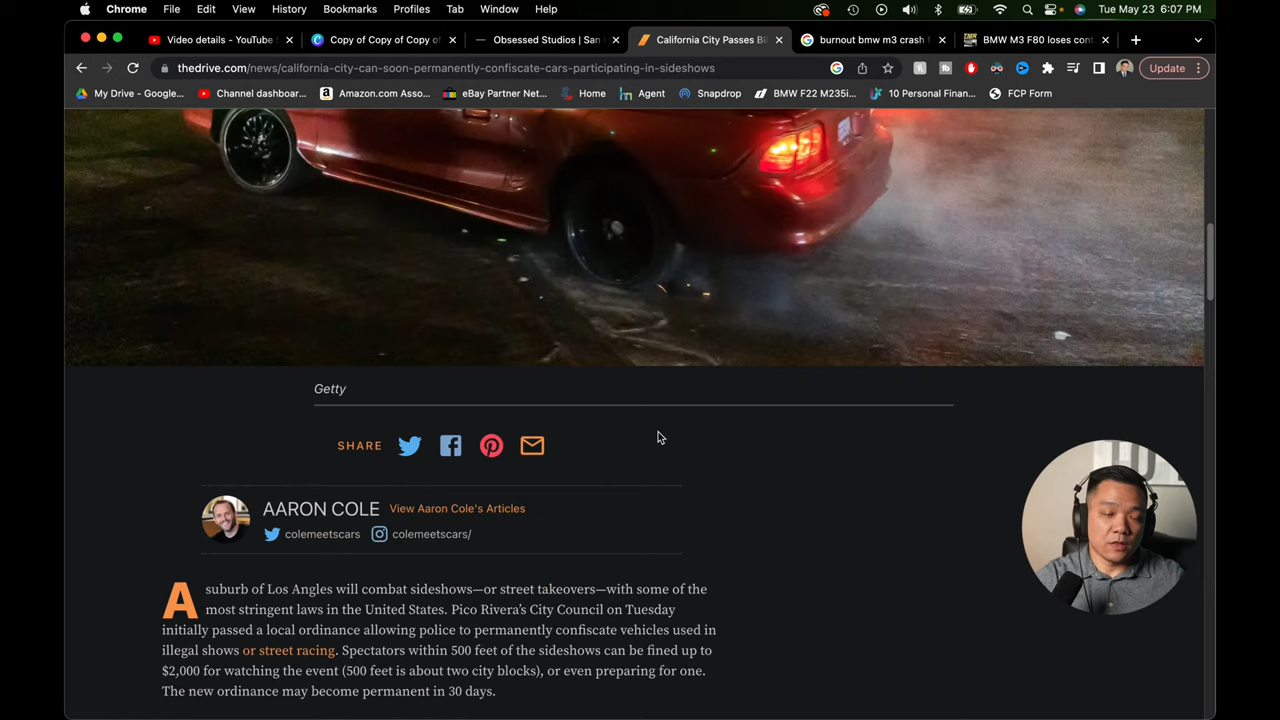 Chrome File Edit View History Bookmarks Profiles Tab Window Help Tue May 23 6:07 PM
Video details - YouTube Copy of Copy of Copy of Obsessed Studios | San California City Passes Bi burnout bmw m3 crash f BMW M3 F80 loses con
thedrive.com/news/california-city-can-soon-permanently-confiscate-cars-participating-in-sideshows Update
My Drive - Google... Channel dashboar... Amazon.com Asso... eBay Partner Net... Home Agent Snapdrop BMW F22 M235i... 10 Personal Finan... FCP Form
Getty
SHARE
AARON COLE View Aaron Cole's Articles
colemeetscars colemeetscars/
A suburb of Los Angles will combat sideshows—or street takeovers—with some of the
most stringent laws in the United States. Pico Rivera's City Council on Tuesday
initially passed a local ordinance allowing police to permanently confiscate vehicles used in
illegal shows or street racing. Spectators within 500 feet of the sideshows can be fined up to
$2,000 for watching the event (500 feet is about two city blocks), or even preparing for one.
The new ordinance may become permanent in 30 days.